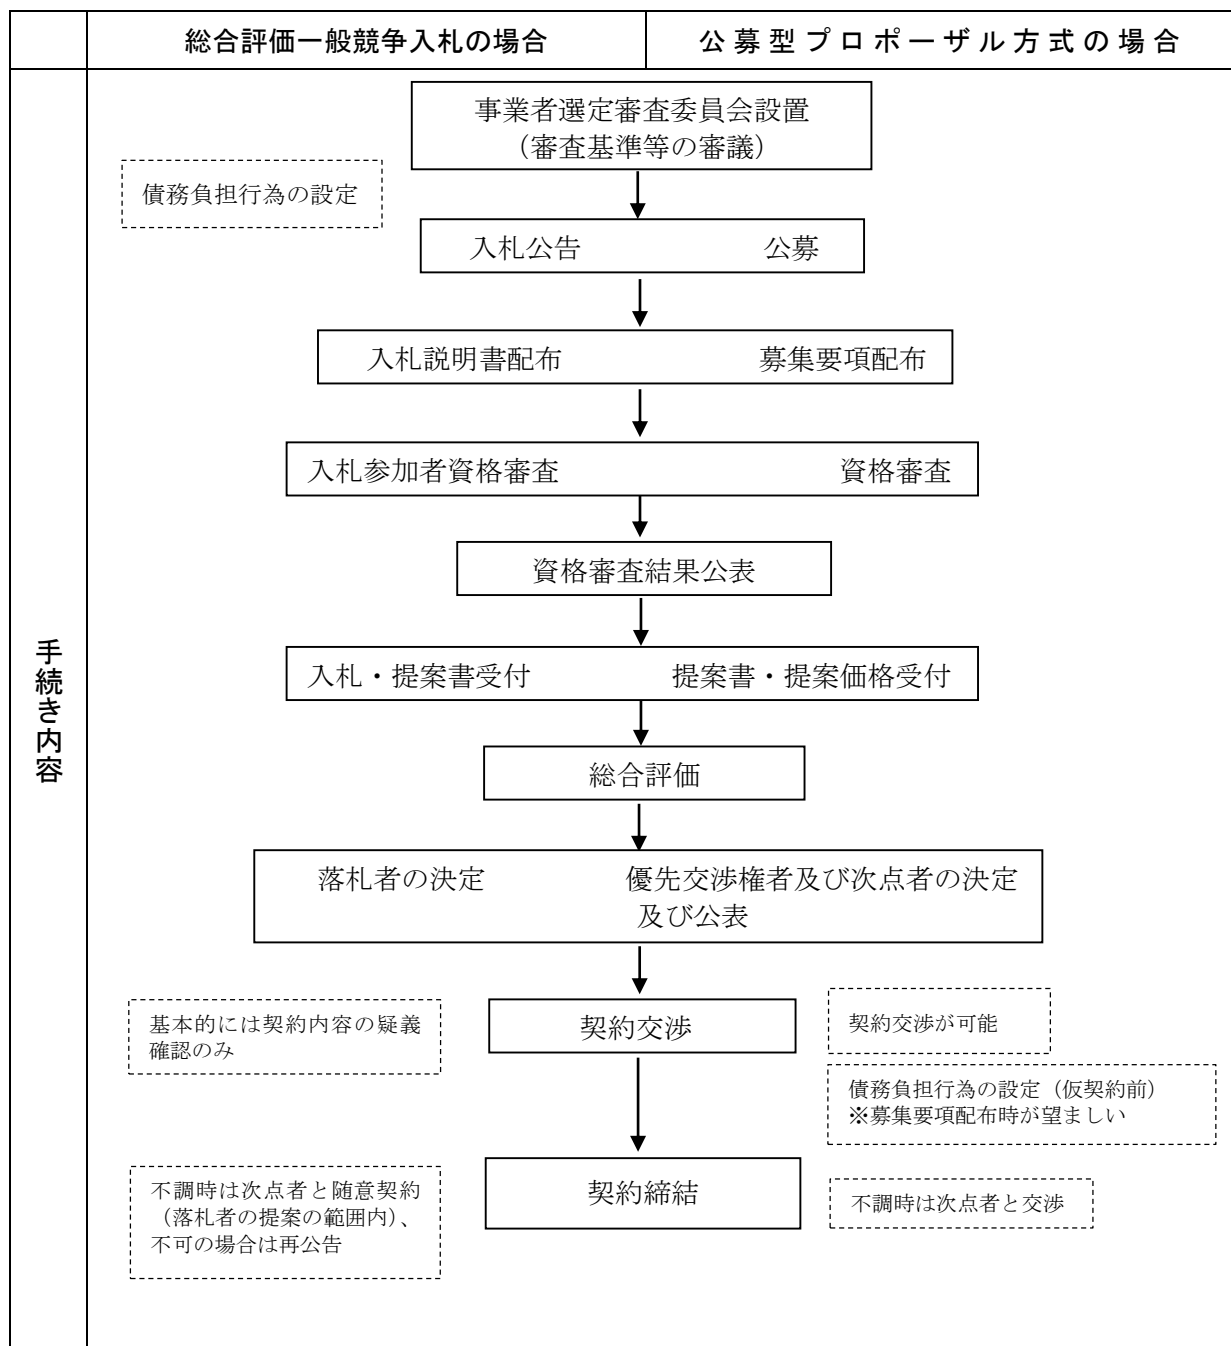 総合評価一般競争入札の場合
公募型プロポーザル方式の場合
手続き内容
事業者選定審査委員会設置
（審査基準等の審議）
債務負担行為の設定
入札公告　公募
入札説明書配布　募集要項配布
入札参加者資格審査　資格審査
資格審査結果公表
入札・提案書受付　提案書・提案価格受付
総合評価
落札者の決定　優先交渉権者及び次点者の決定
及び公表
基本的には契約内容の疑義
確認のみ
契約交渉
契約交渉が可能
債務負担行為の設定（仮契約前）
※募集要項配布時が望ましい
不調時は次点者と随意契約
（落札者の提案の範囲内）、
不可の場合は再公告
契約締結
不調時は次点者と交渉